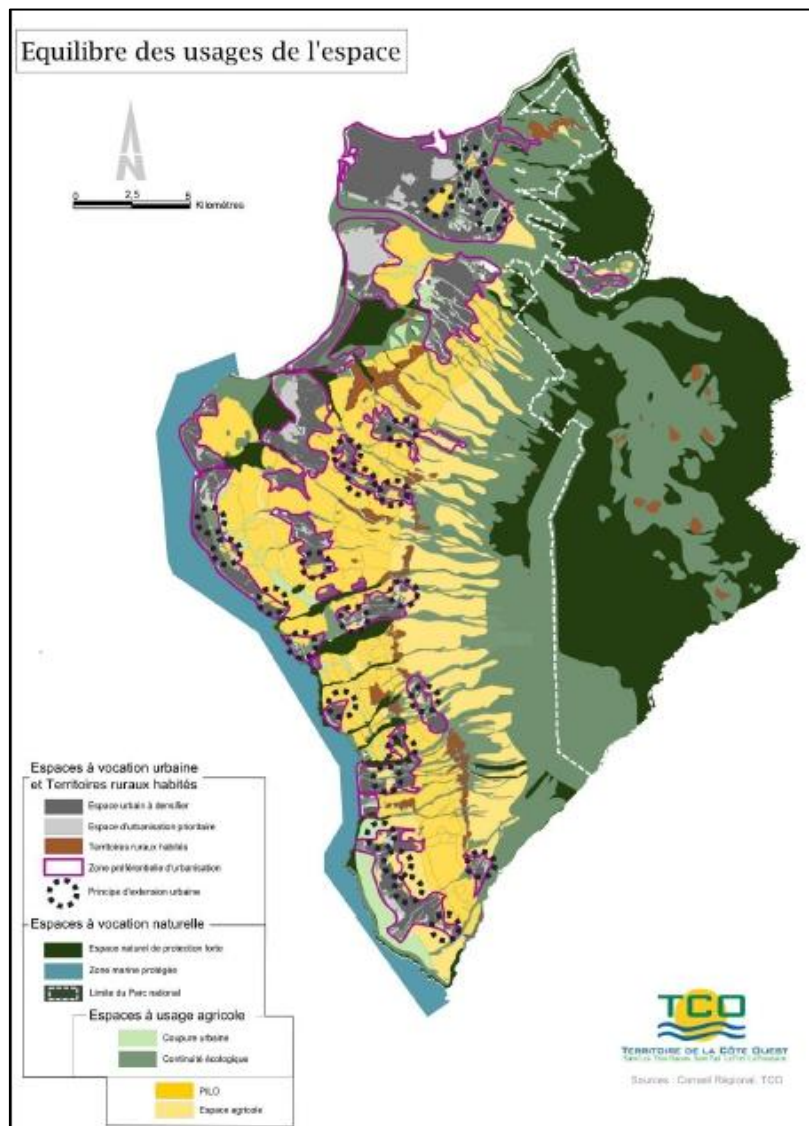 Equilibre des usages de l'espace
N
0 2,5 5
Kilomètres
Espaces à vocation urbaine
et Territoires ruraux habités
Espace urbain à densifier
Espace d'urbanisation prioritaire
Territoires ruraux habités
Zone préférentielle d'urbanisation
Principe d'extension urbaine
Espaces à vocation naturelle
Espace naturel de protection forte
Zone marine protégée
Limite du Parc national
Espaces à usage agricole
Coupure urbaine
Continuité écologique
PILO
Espace agricole
TCO
TERRITOIRE DE LA CÔTE OUEST
Sources : Conseil Régional, TCO